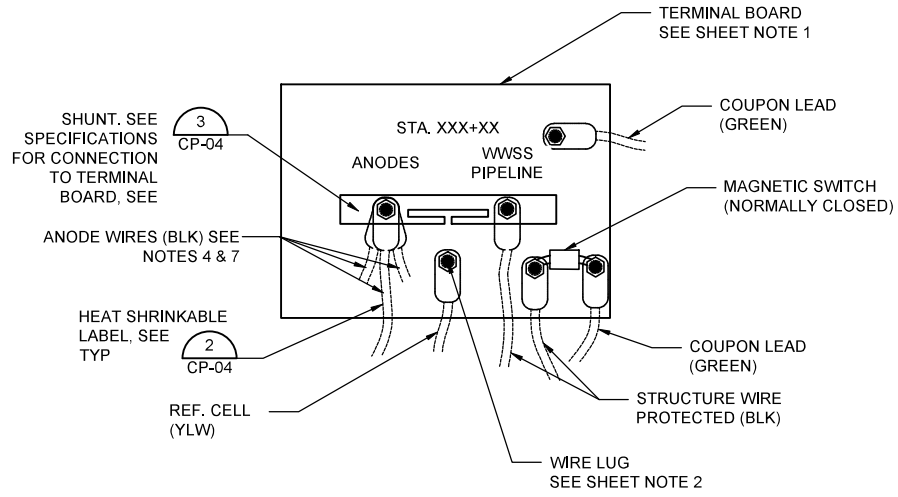 TERMINAL BOARD
SEE SHEET NOTE 1
SHUNT. SEE
SPECIFICATIONS
FOR CONNECTION
TO TERMINAL
BOARD, SEE
3
CP-04
STA. XXX+XX
ANODES
WWSS
PIPELINE
COUPON LEAD
(GREEN)
MAGNETIC SWITCH
(NORMALLY CLOSED)
ANODE WIRES (BLK) SEE
NOTES 4 & 7
HEAT SHRINKABLE
LABEL, SEE
TYP
2
CP-04
COUPON LEAD
(GREEN)
REF. CELL
(YLW)
STRUCTURE WIRE
PROTECTED (BLK)
WIRE LUG
SEE SHEET NOTE 2